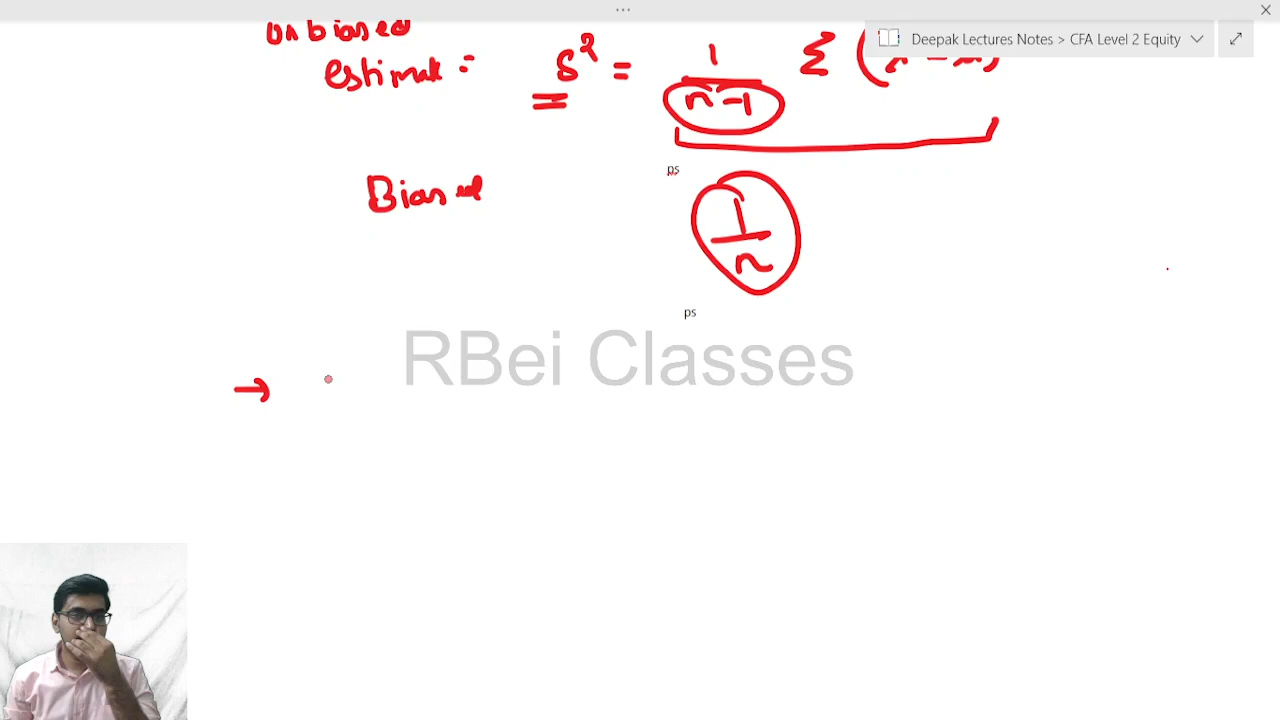 ...
Deepak Lectures Notes > CFA Level 2 Equity
unbiased
estimate :- s² = 1/(n-1) Σ (x -
ps
Biased
1/n
ps
RBei Classes
→